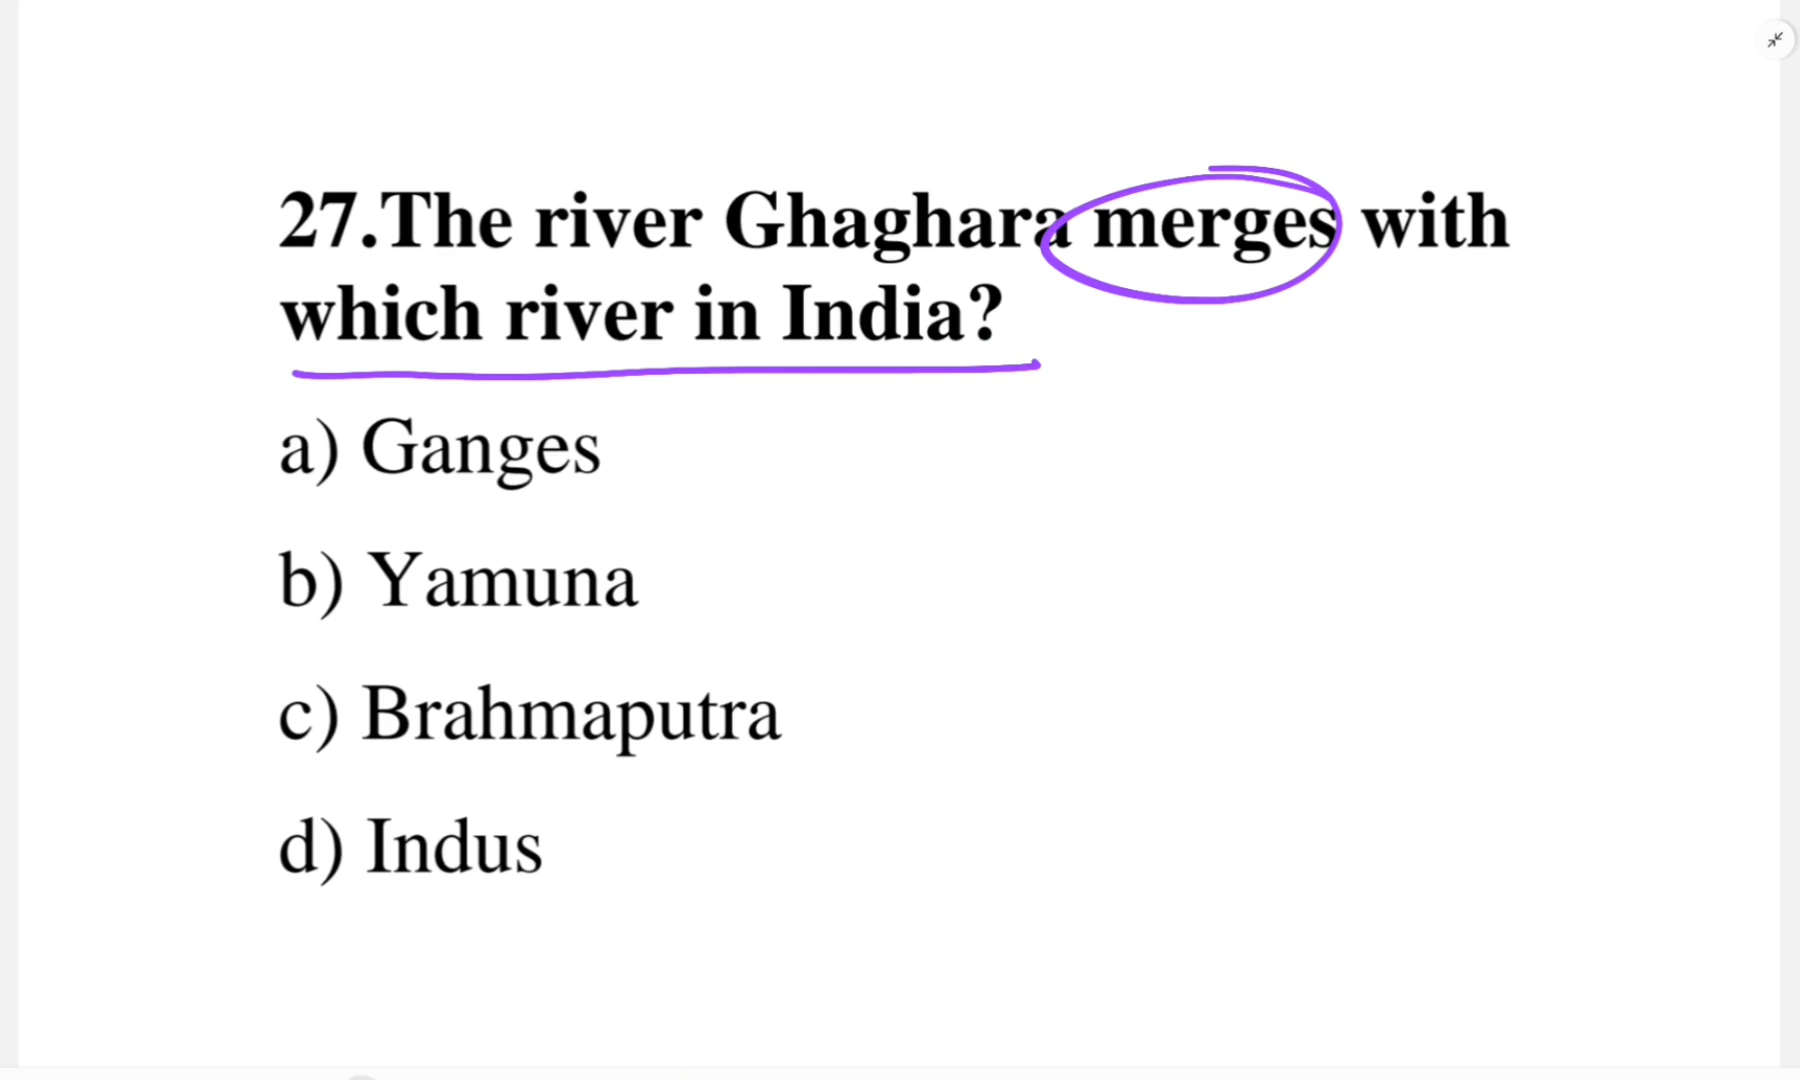 27.The river Ghaghara merges with
which river in India?
a) Ganges
b) Yamuna
c) Brahmaputra
d) Indus